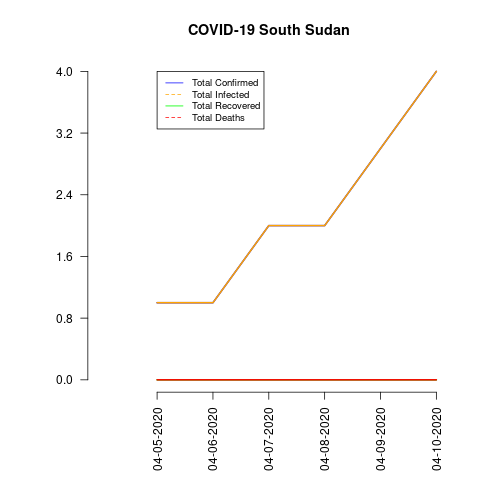 COVID-19 South Sudan
Total Confirmed
Total Infected
Total Recovered
Total Deaths
4.0
3.2
2.4
1.6
0.8
0.0
04-05-2020
04-06-2020
04-07-2020
04-08-2020
04-09-2020
04-10-2020